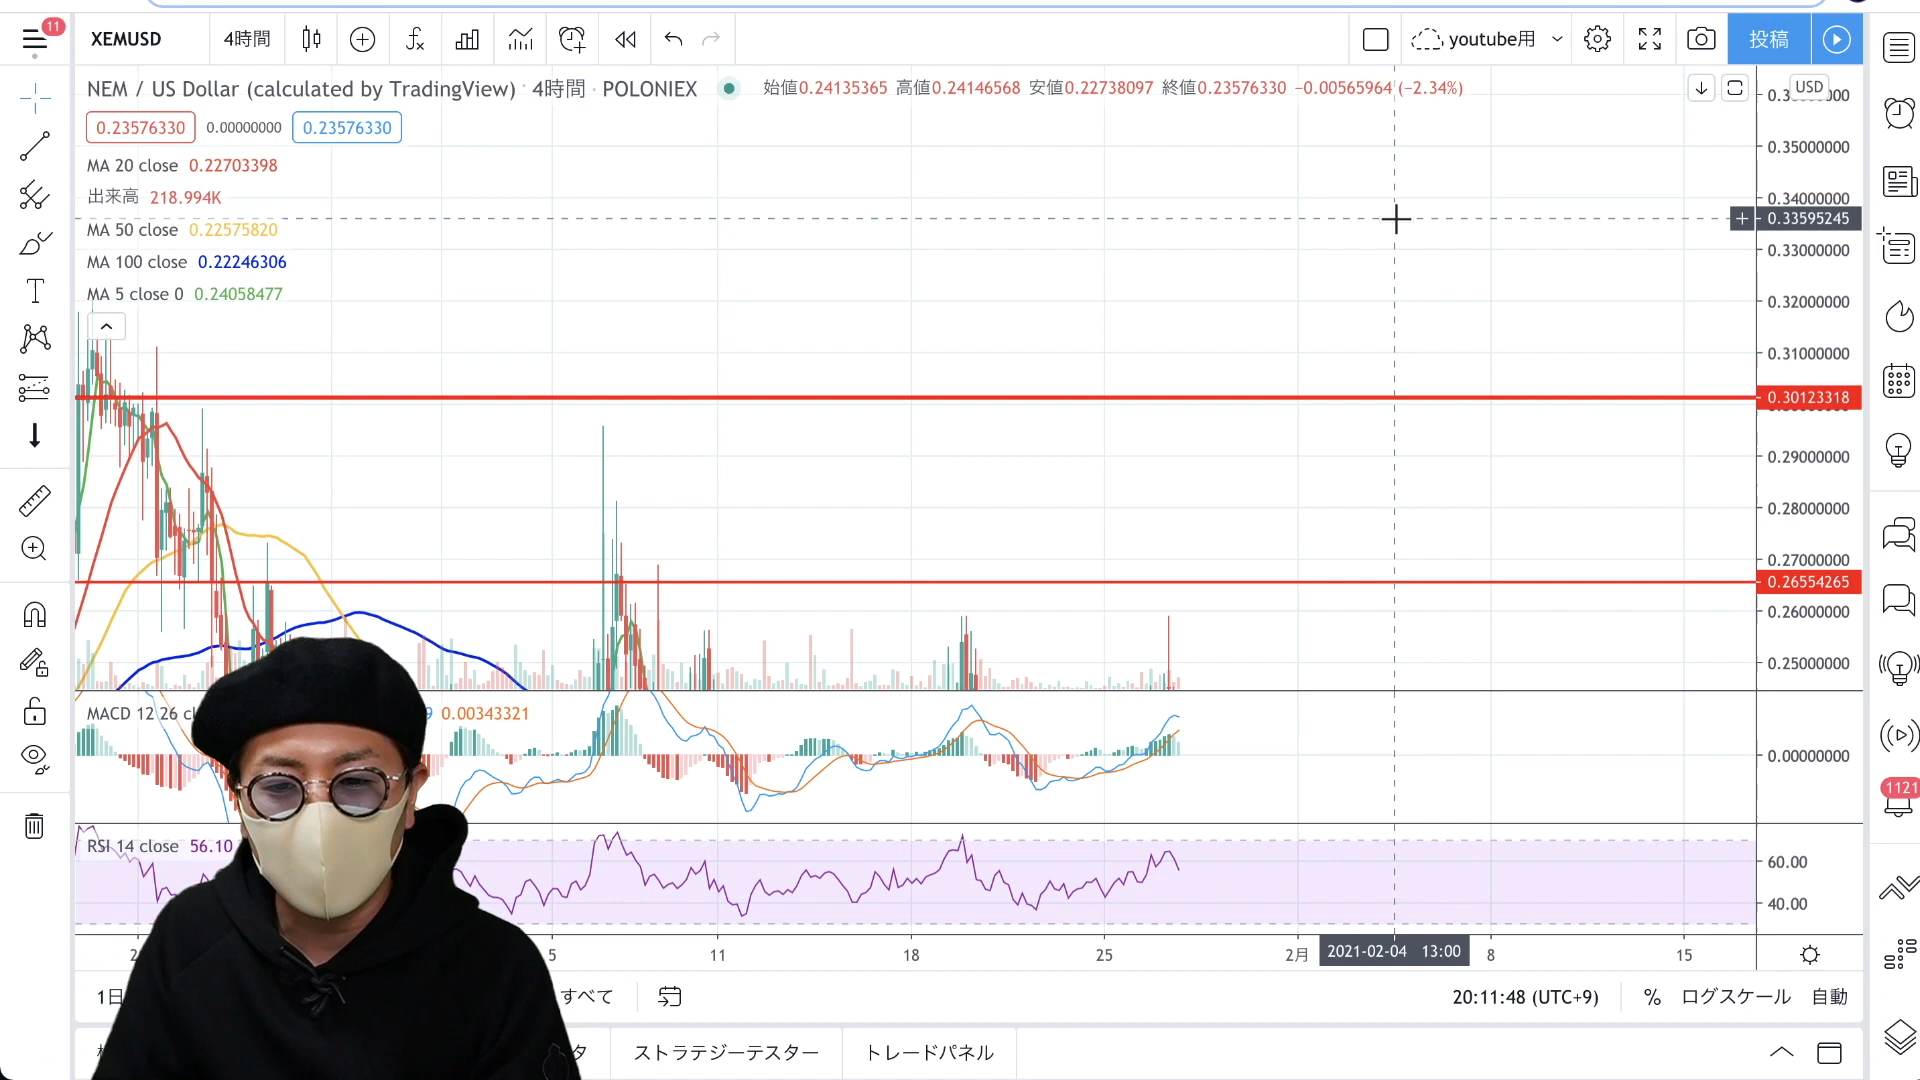 11
XEMUSD
4時間
youtube用
投稿
NEM / US Dollar (calculated by TradingView) · 4時間 · POLONIEX
始値0.24135365 高値0.24146568 安値0.22738097 終値0.23576330 −0.00565964 (−2.34%)
USD
0.23576330
0.00000000
0.23576330
MA 20 close 0.22703398
出来高 218.994K
MA 50 close 0.22575820
MA 100 close 0.22246306
MA 5 close 0 0.24058477
0.35000000
0.34000000
0.33595245
0.33000000
0.32000000
0.31000000
0.30123318
0.29000000
0.28000000
0.27000000
0.26554265
0.26000000
0.25000000
MACD 12 26
0.00343321
0.00000000
1121
RSI 14 close 56.10
60.00
40.00
5
11
18
25
2月
2021-02-04 13:00
8
15
1日
すべて
20:11:48 (UTC+9)
%
ログスケール
自動
ストラテジーテスター
トレードパネル